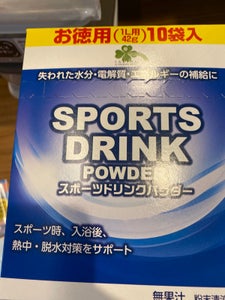 お徳用(1L用 42g)10袋入
失われた水分・電解質・エネルギーの補給に
SPORTS
DRINK
POWDER
スポーツドリンクパウダー
スポーツ時、入浴後、
熱中・脱水対策をサポート
無果汁 粉末清涼